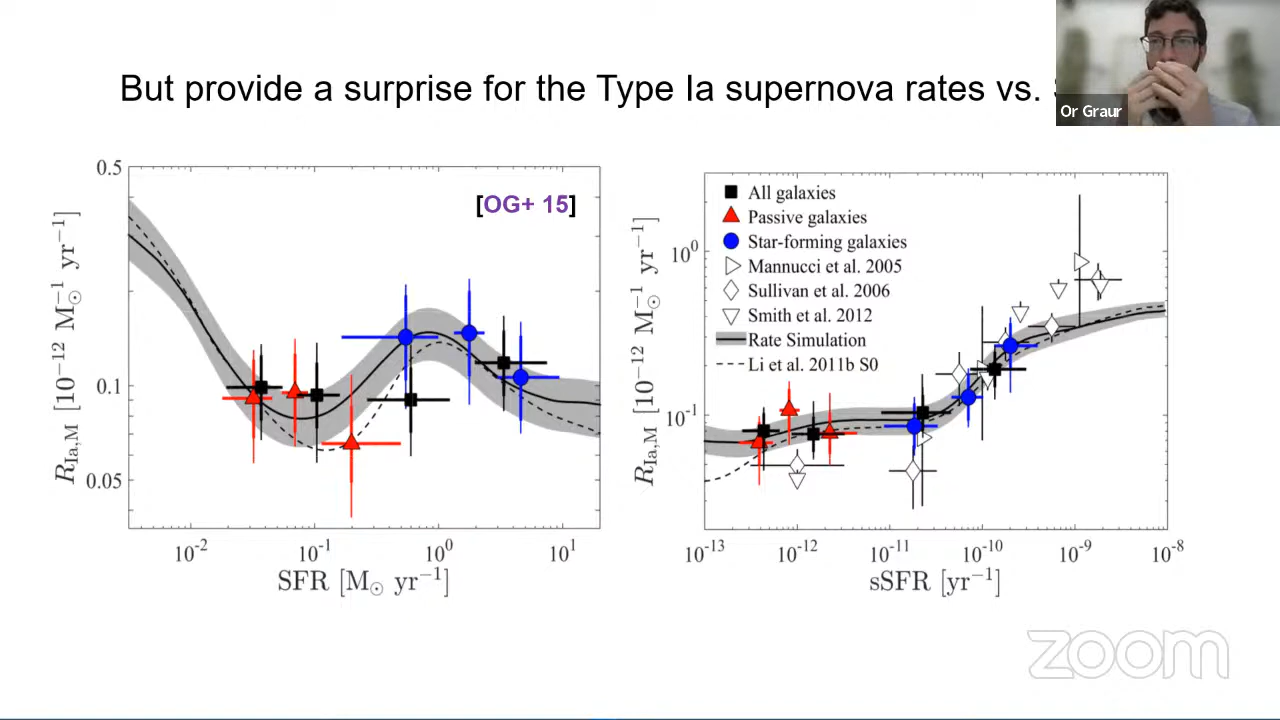 But provide a surprise for the Type Ia supernova rates vs.
Or Graur
[OG+ 15]
0.5
0.1
0.05
R_Ia,M [10^−12 M_⊙^−1 yr^−1]
10^−2 10^−1 10^0 10^1
SFR [M_⊙ yr^−1]
All galaxies
Passive galaxies
Star-forming galaxies
Mannucci et al. 2005
Sullivan et al. 2006
Smith et al. 2012
Rate Simulation
Li et al. 2011b S0
10^0
10^−1
R_Ia,M [10^−12 M_⊙^−1 yr^−1]
10^−13 10^−12 10^−11 10^−10 10^−9 10^−8
sSFR [yr^−1]
zoom